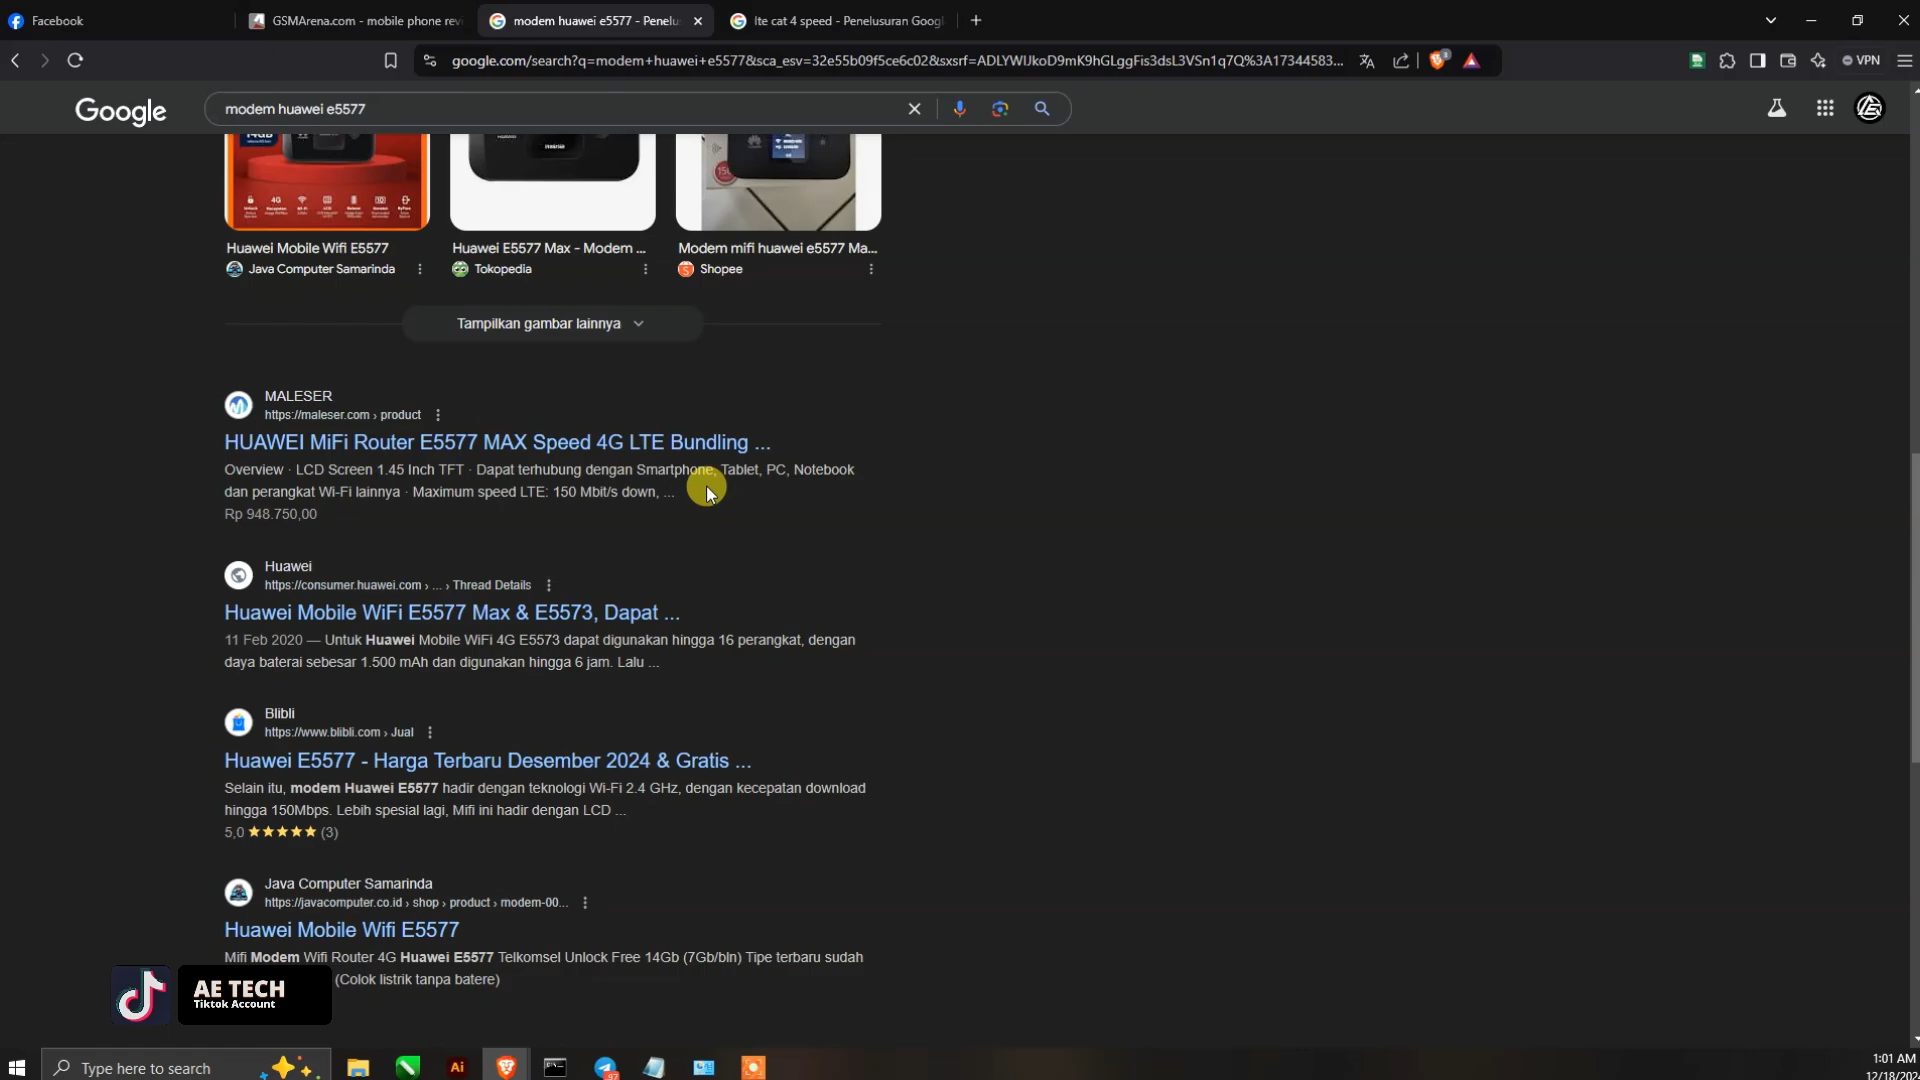 Facebook
GSMArena.com - mobile phone revi
modem huawei e5577 - Penelu
lte cat 4 speed - Penelusuran Googl
google.com/search?q=modem+huawei+e5577&sca_esv=32e55b09f5ce6c02&sxsrf=ADLYWIJkoD9mK9hGLggFis3dsL3VSn1q7Q%3A17344583...
VPN
Google
modem huawei e5577
Huawei Mobile Wifi E5577
Java Computer Samarinda
Huawei E5577 Max - Modem ...
Tokopedia
Modem mifi huawei e5577 Ma...
Shopee
Tampilkan gambar lainnya
MALESER
https://maleser.com › product
HUAWEI MiFi Router E5577 MAX Speed 4G LTE Bundling ...
Overview · LCD Screen 1.45 Inch TFT · Dapat terhubung dengan Smartphone, Tablet, PC, Notebook
dan perangkat Wi-Fi lainnya · Maximum speed LTE: 150 Mbit/s down, ...
Rp 948.750,00
Huawei
https://consumer.huawei.com › ... › Thread Details
Huawei Mobile WiFi E5577 Max & E5573, Dapat ...
11 Feb 2020 — Untuk Huawei Mobile WiFi 4G E5573 dapat digunakan hingga 16 perangkat, dengan
daya baterai sebesar 1.500 mAh dan digunakan hingga 6 jam. Lalu ...
Blibli
https://www.blibli.com › Jual
Huawei E5577 - Harga Terbaru Desember 2024 & Gratis ...
Selain itu, modem Huawei E5577 hadir dengan teknologi Wi-Fi 2.4 GHz, dengan kecepatan download
hingga 150Mbps. Lebih spesial lagi, Mifi ini hadir dengan LCD ...
5,0 ★★★★★ (3)
Java Computer Samarinda
https://javacomputer.co.id › shop › product › modem-00...
Huawei Mobile Wifi E5577
Mifi Modem Wifi Router 4G Huawei E5577 Telkomsel Unlock Free 14Gb (7Gb/bln) Tipe terbaru sudah
(Colok listrik tanpa batere)
AE TECH
Tiktok Account
Type here to search
Ai
97
1:01 AM
12/18/202